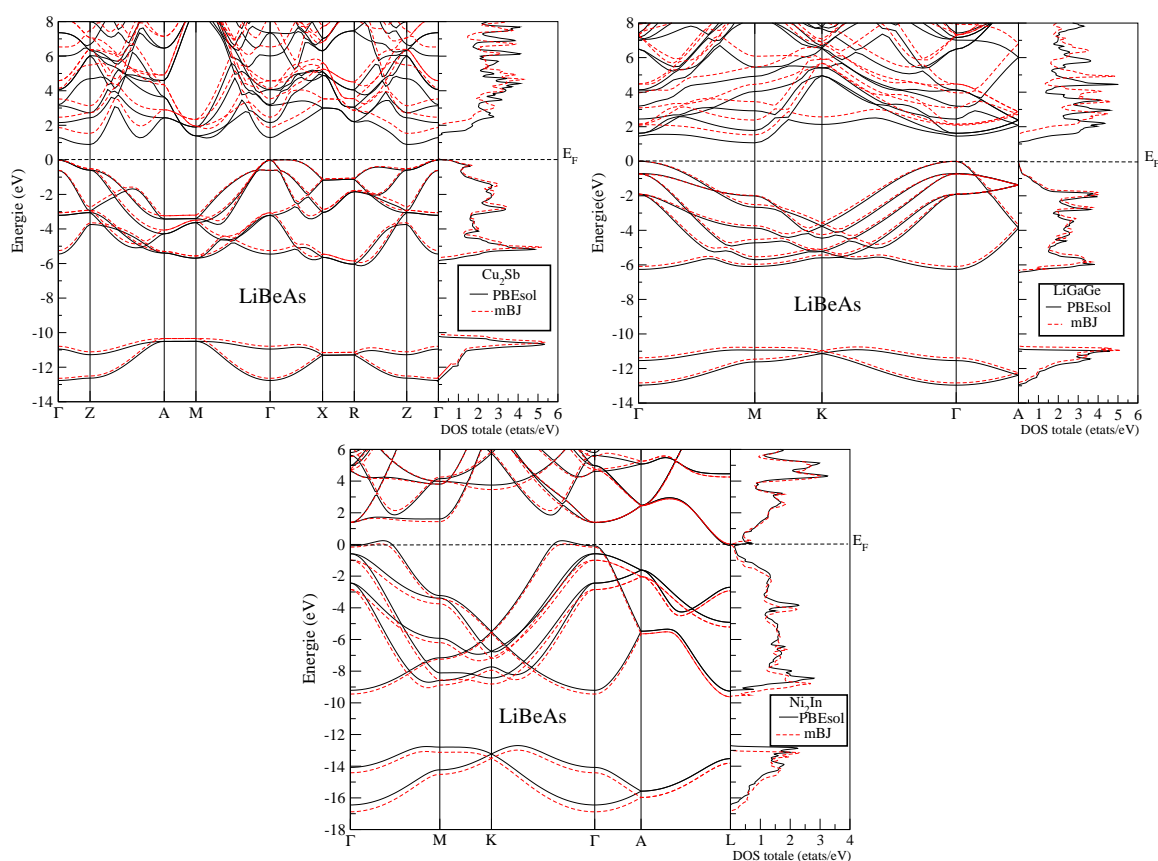 8
6
4
2
0
-2
-4
-6
-8
-10
-12
-14
Energie (eV)
LiBeAs
Cu2Sb
PBEsol
mBJ
E_F
Γ Z A M Γ X R Z Γ
1 2 3 4 5 6
DOS totale (etats/eV)
8
6
4
2
0
-2
-4
-6
-8
-10
-12
-14
Energie(eV)
LiBeAs
LiGaGe
PBEsol
mBJ
E_F
Γ M K Γ A
1 2 3 4 5 6
DOS totale (etats/eV)
6
4
2
0
-2
-4
-6
-8
-10
-12
-14
-16
-18
Energie (eV)
LiBeAs
Ni2In
PBEsol
mBJ
E_F
Γ M K Γ A L
1 2 3 4
DOS totale (etats/eV)